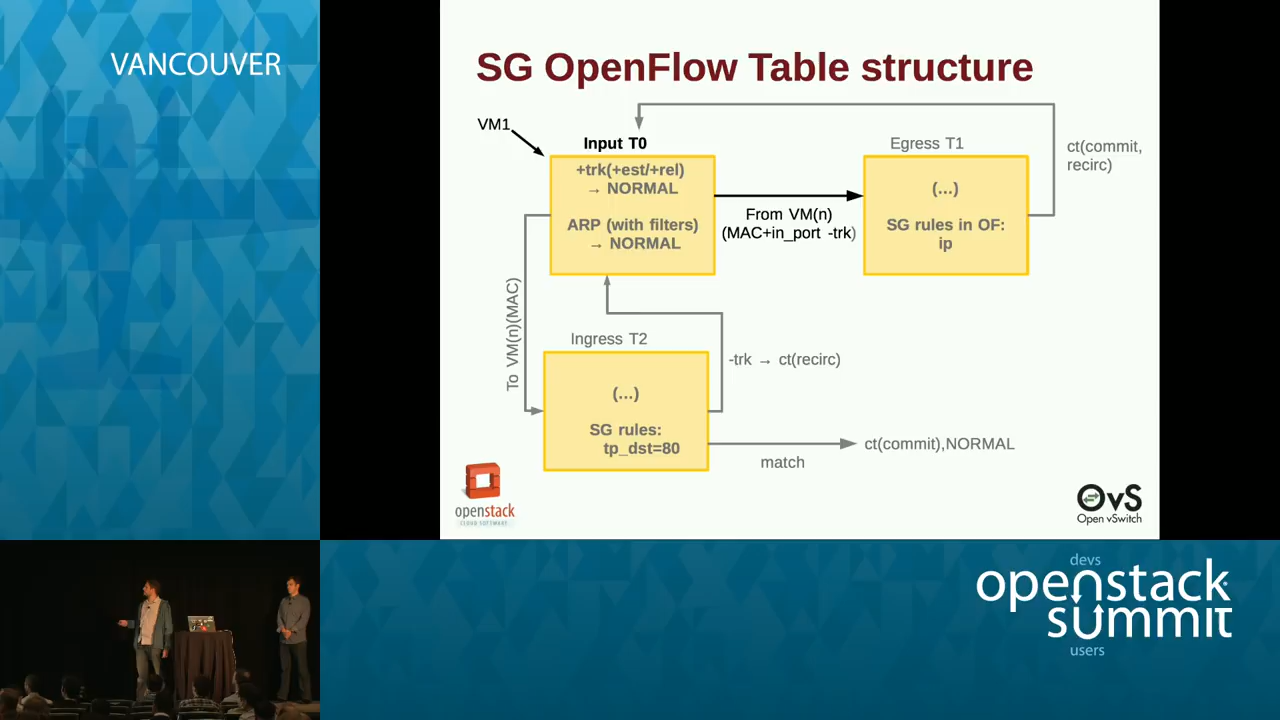 VANCOUVER
SG OpenFlow Table structure
VM1
Input T0
+trk(+est/+rel)
→ NORMAL
ARP (with filters)
→ NORMAL
From VM(n)
(MAC+in_port -trk)
Egress T1
(...)
SG rules in OF:
ip
ct(commit,
recirc)
To VM(n)(MAC)
Ingress T2
(...)
SG rules:
tp_dst=80
-trk → ct(recirc)
match
ct(commit),NORMAL
openstack
CLOUD SOFTWARE
OvS
Open vSwitch
devs
openstack
summit
users